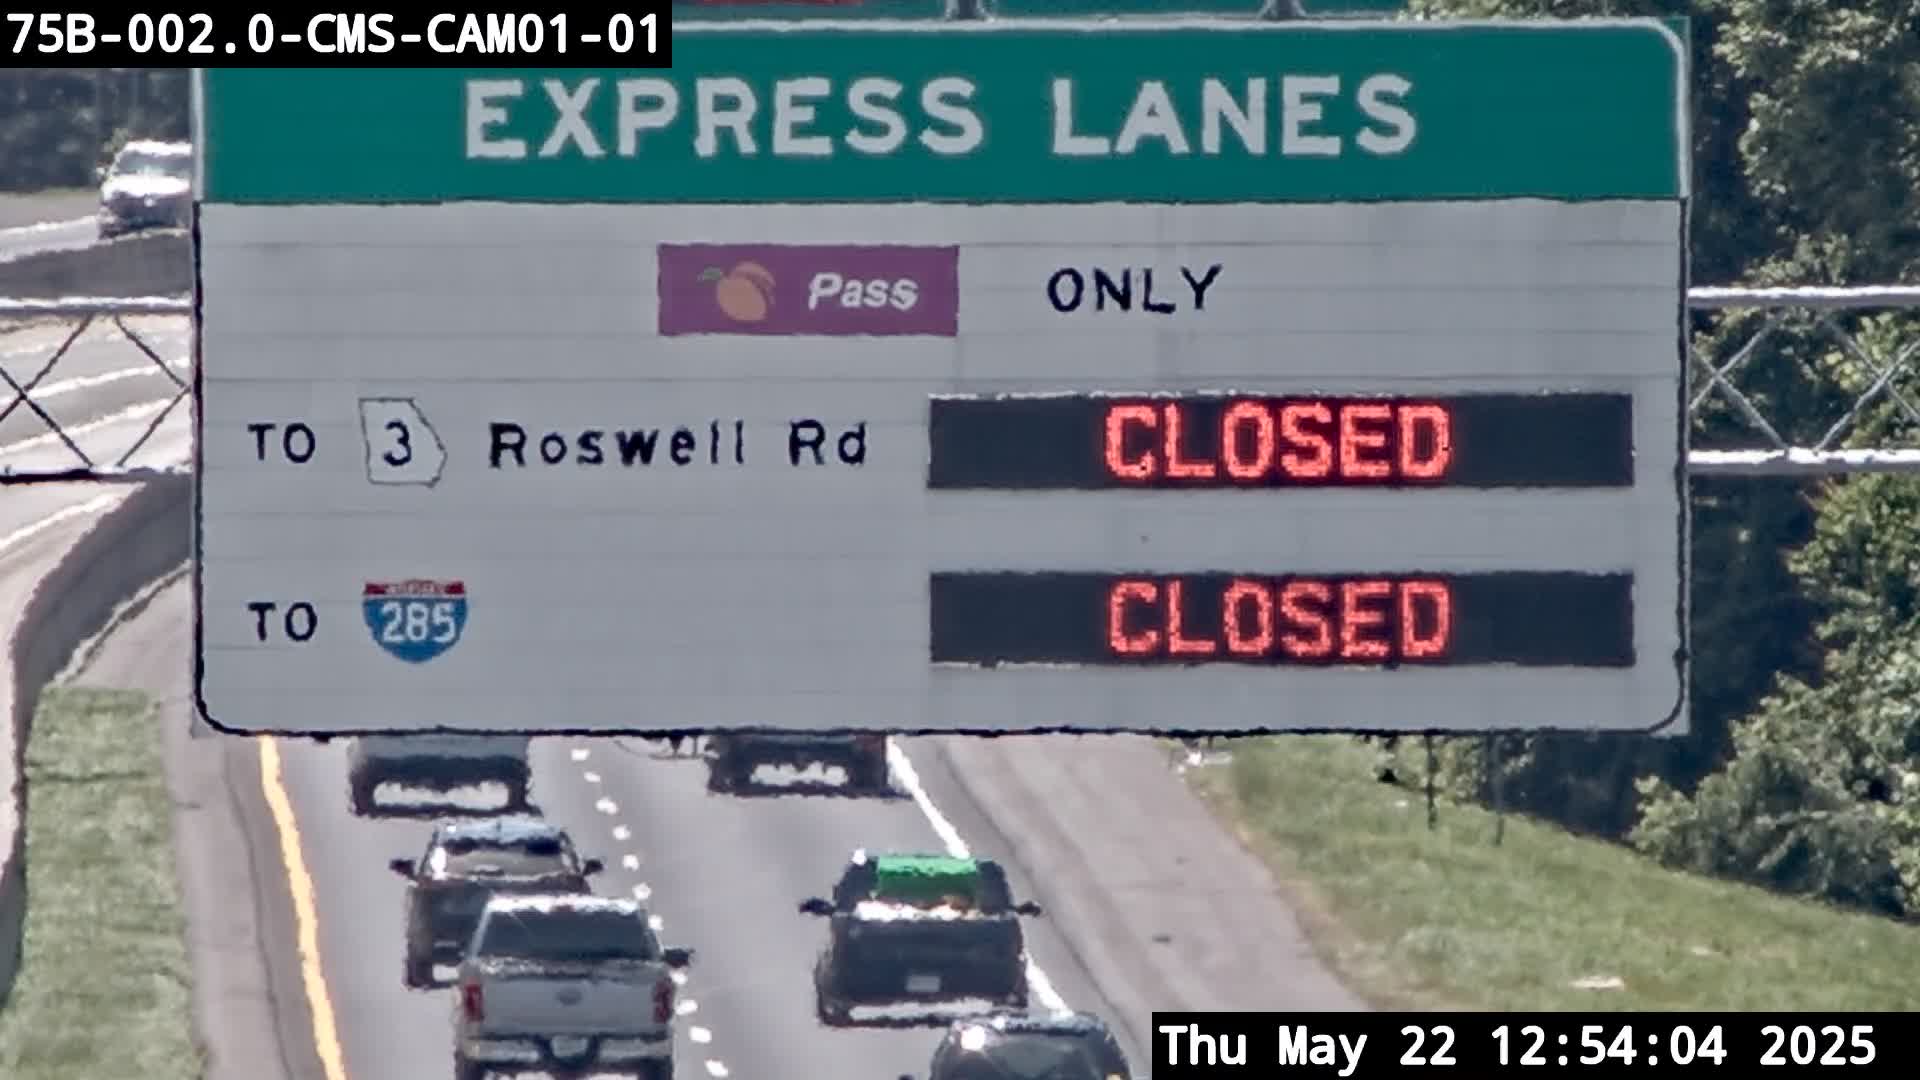 75B-002.0-CMS-CAM01-01
EXPRESS LANES
Pass ONLY
TO 3 Roswell Rd CLOSED
TO 285 CLOSED
Thu May 22 12:54:04 2025